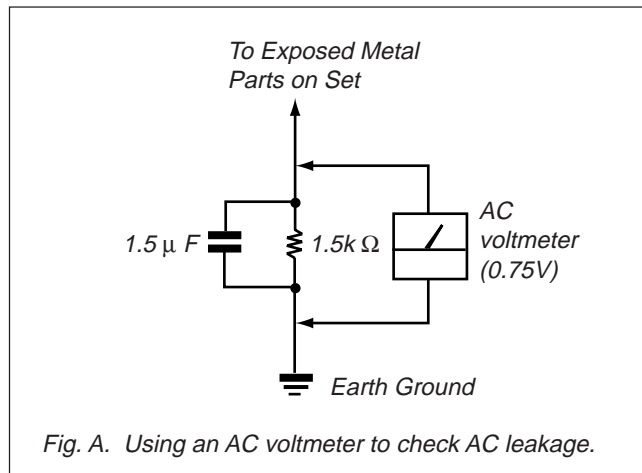 To Exposed Metal
Parts on Set
1.5 μ F
1.5k Ω
AC
voltmeter
(0.75V)
Earth Ground
Fig. A. Using an AC voltmeter to check AC leakage.